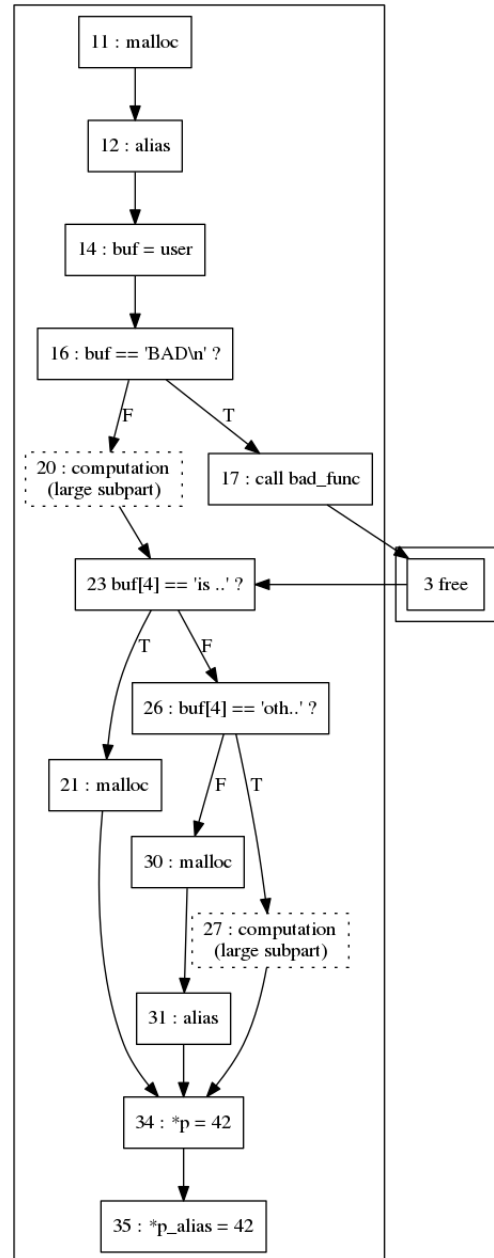 11 : malloc
12 : alias
14 : buf = user
16 : buf == 'BAD\n' ?
F
T
20 : computation
(large subpart)
17 : call bad_func
23 buf[4] == 'is ..' ?
3 free
T
F
26 : buf[4] == 'oth..' ?
21 : malloc
F
T
30 : malloc
27 : computation
(large subpart)
31 : alias
34 : *p = 42
35 : *p_alias = 42